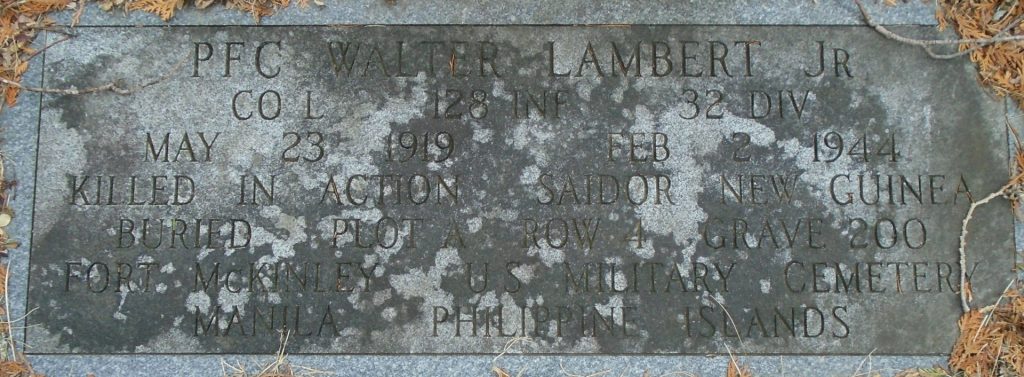 PFC WALTER LAMBERT JR
CO L 128 INF 32 DIV
MAY 23 1919 FEB 2 1944
KILLED IN ACTION SAIDOR NEW GUINEA
BURIED PLOT A ROW 4 GRAVE 200
FORT MCKINLEY U.S MILITARY CEMETERY
MANILA PHILIPPINE ISLANDS